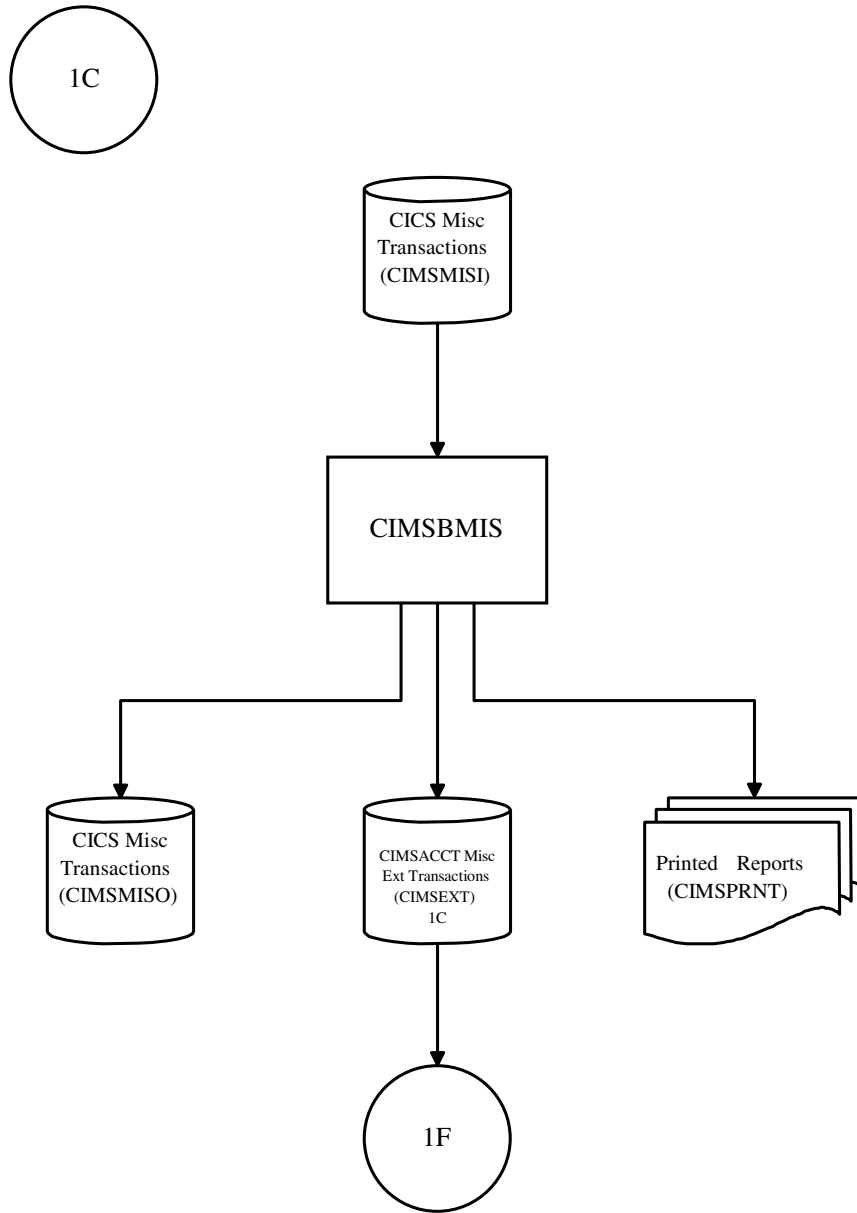 1C
CICS Misc
Transactions
(CIMSMISI)
CIMSBMIS
CICS Misc
Transactions
(CIMSMISO)
CIMSACCT Misc
Ext Transactions
(CIMSEXT)
1C
Printed Reports
(CIMSPRNT)
1F